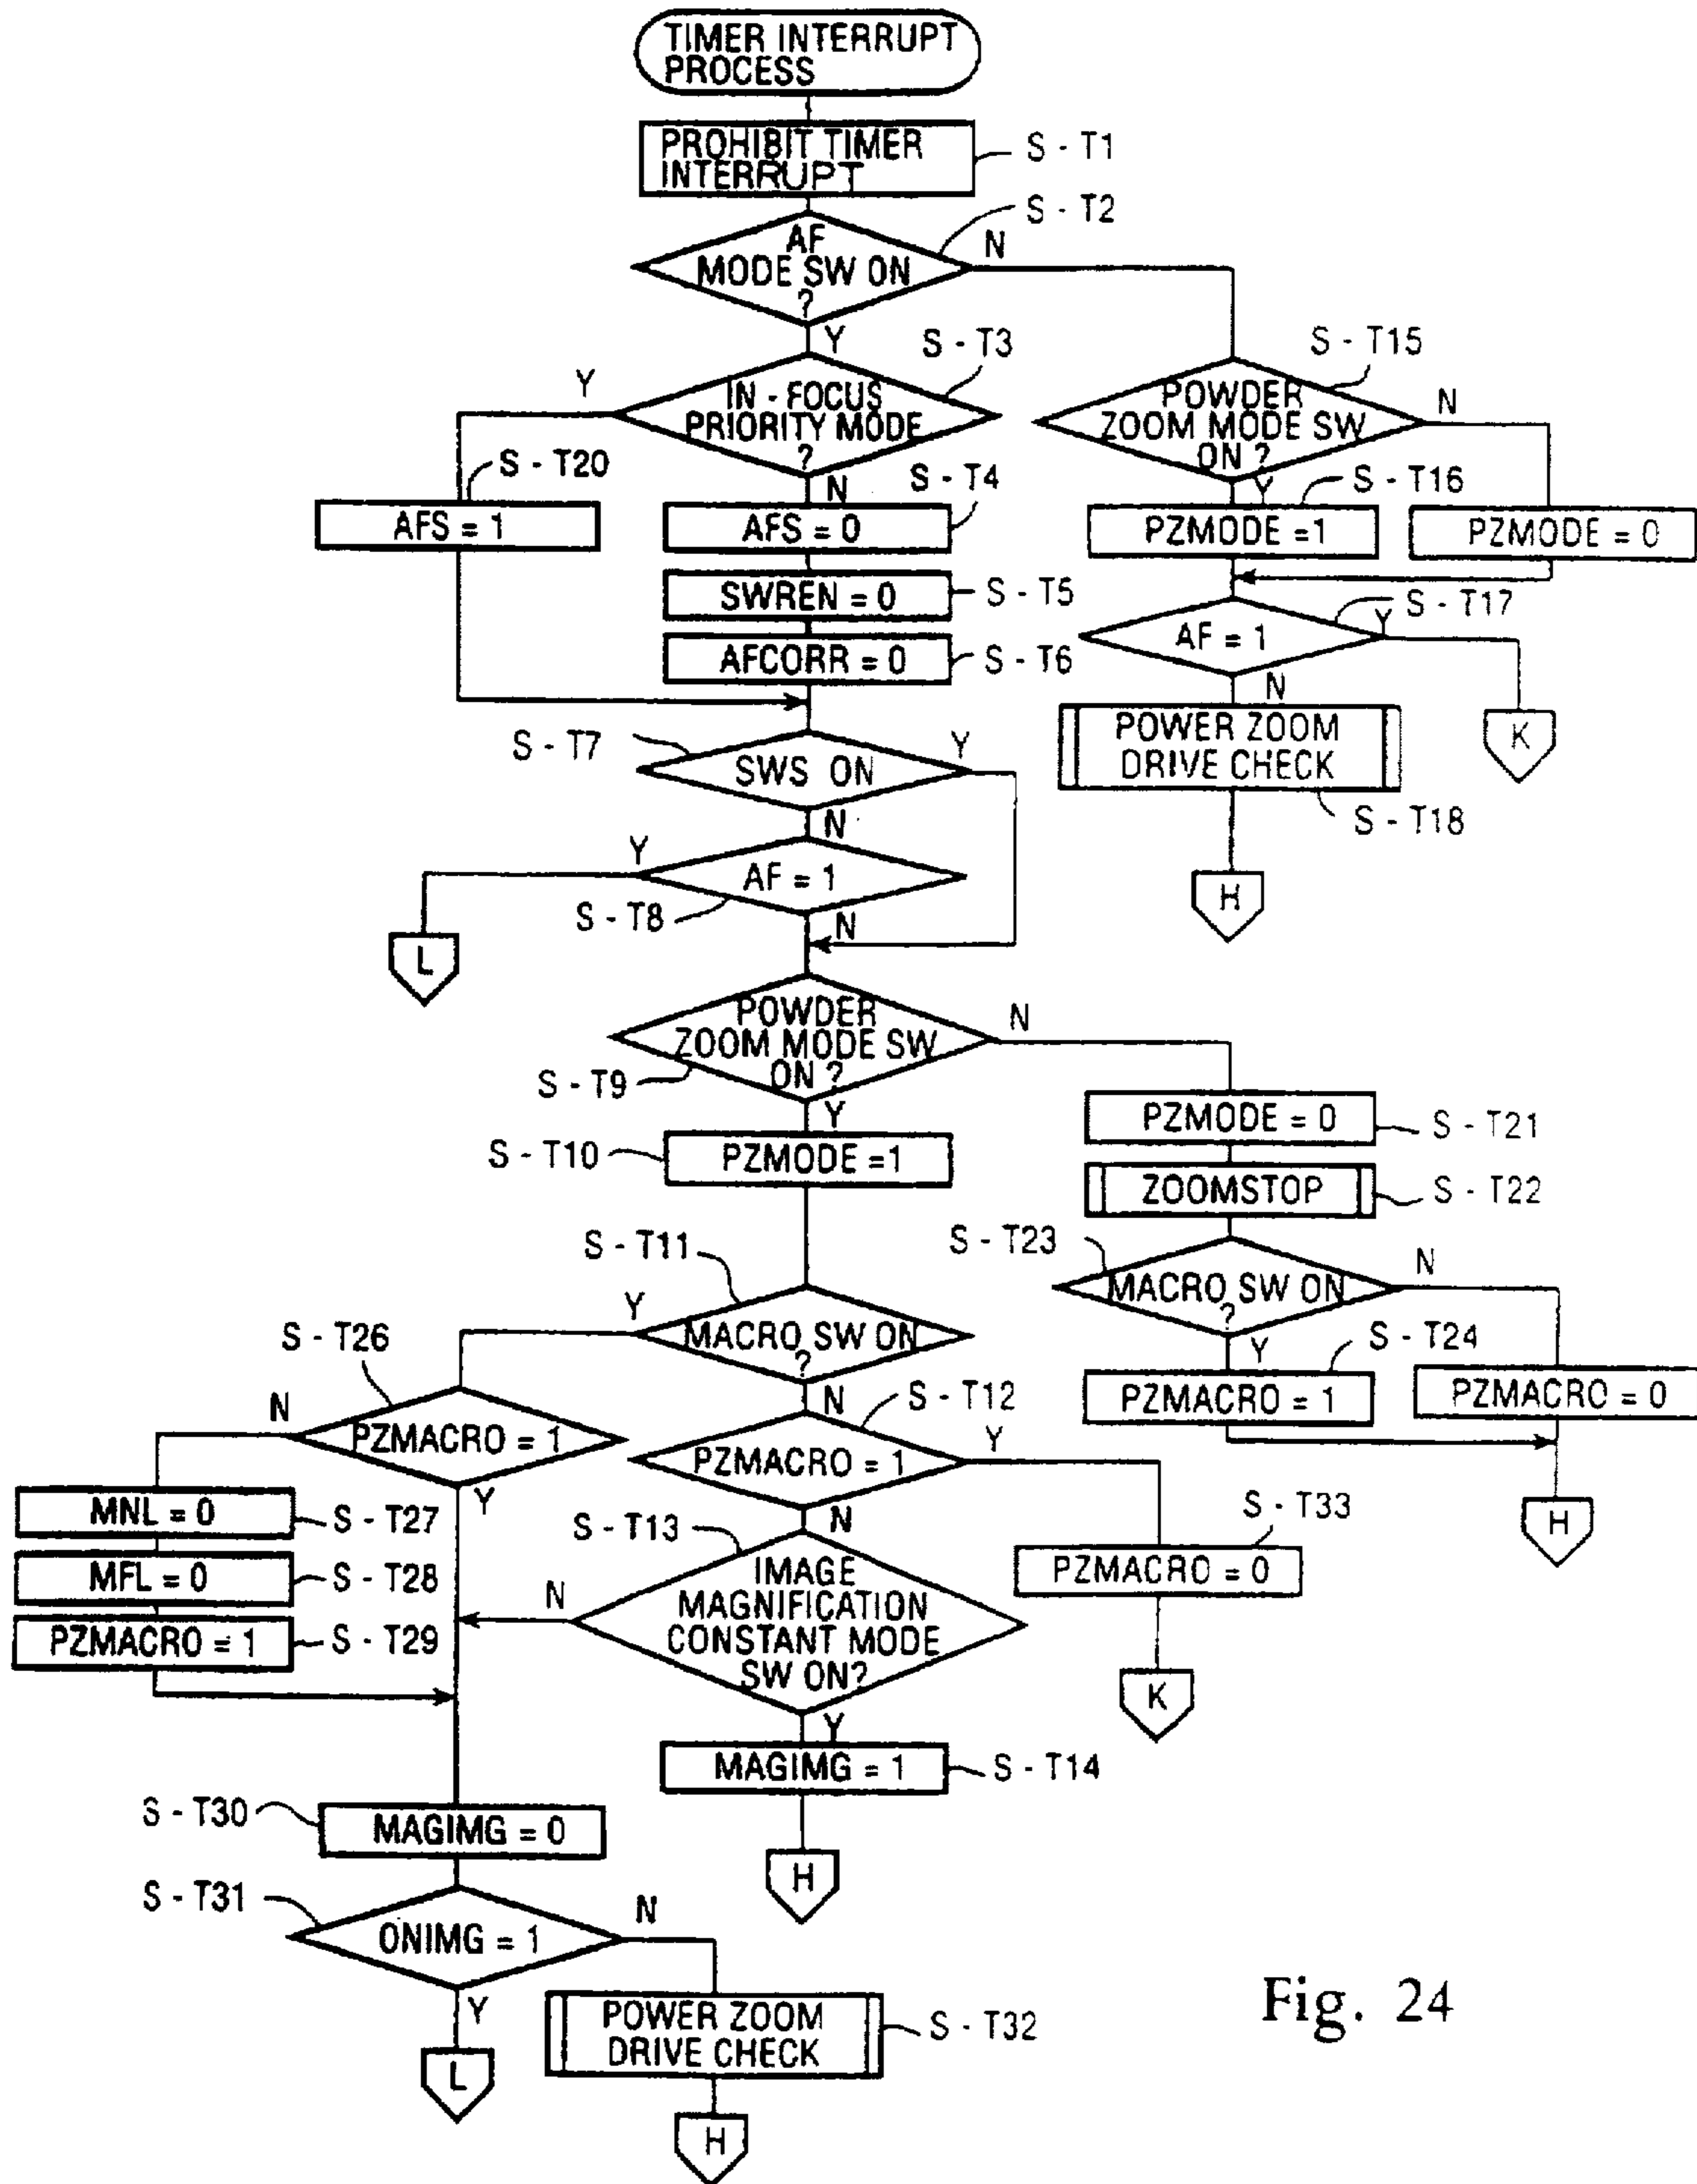 TIMER INTERRUPT
PROCESS
PROHIBIT TIMER
INTERRUPT
S - T1
AF
MODE SW ON
?
S - T2
N
Y
IN - FOCUS
PRIORITY MODE
?
S - T3
Y
N
S - T20
AFS = 1
S - T4
AFS = 0
SWREN = 0
S - T5
AFCORR = 0
S - T6
S - T15
POWDER
ZOOM MODE SW
ON ?
N
Y
S - T16
PZMODE =1
PZMODE = 0
S - T17
AF = 1
Y
N
POWER ZOOM
DRIVE CHECK
S - T18
K
H
S - T7
SWS ON
Y
N
AF = 1
Y
S - T8
N
L
POWDER
ZOOM MODE SW
ON ?
N
S - T9
Y
S - T10
PZMODE =1
PZMODE = 0
S - T21
ZOOMSTOP
S - T22
S - T23
MACRO SW ON
?
N
Y
S - T24
PZMACRO = 1
PZMACRO = 0
H
S - T11
MACRO SW ON
?
Y
N
S - T26
PZMACRO = 1
N
Y
S - T12
PZMACRO = 1
Y
N
MNL = 0
S - T27
MFL = 0
S - T28
PZMACRO = 1
S - T29
S - T13
IMAGE
MAGNIFICATION
CONSTANT MODE
SW ON?
N
Y
S - T33
PZMACRO = 0
K
MAGIMG = 1
S - T14
H
S - T30
MAGIMG = 0
S - T31
ONIMG = 1
N
Y
L
POWER ZOOM
DRIVE CHECK
S - T32
H
Fig. 24